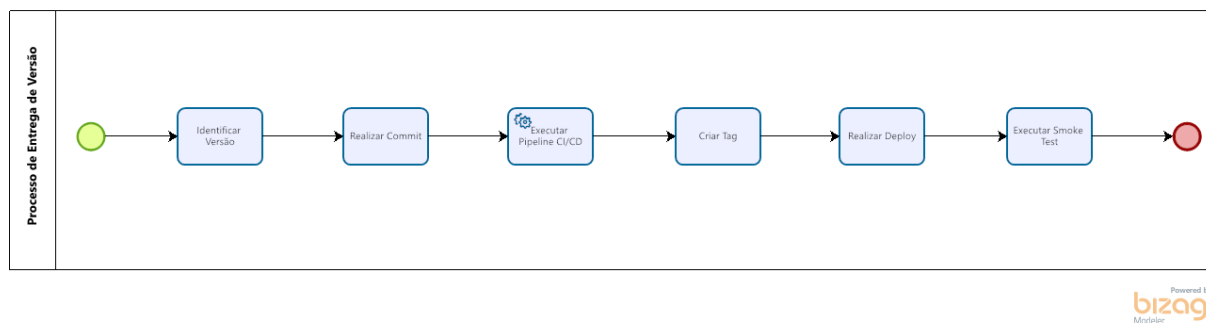 Processo de Entrega de Versão
Identificar
Versão
Realizar Commit
Executar
Pipeline CI/CD
Criar Tag
Realizar Deploy
Executar Smoke
Test
Powered b
bizag
Modeler